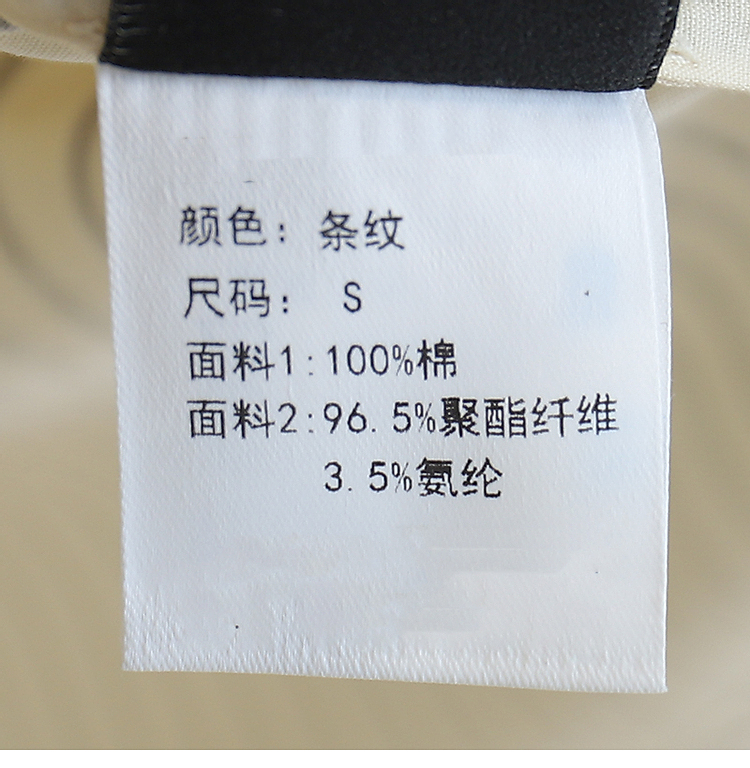 颜色：条纹
尺码： S
面料1:100%棉
面料2:96.5%聚酯纤维
3.5%氨纶